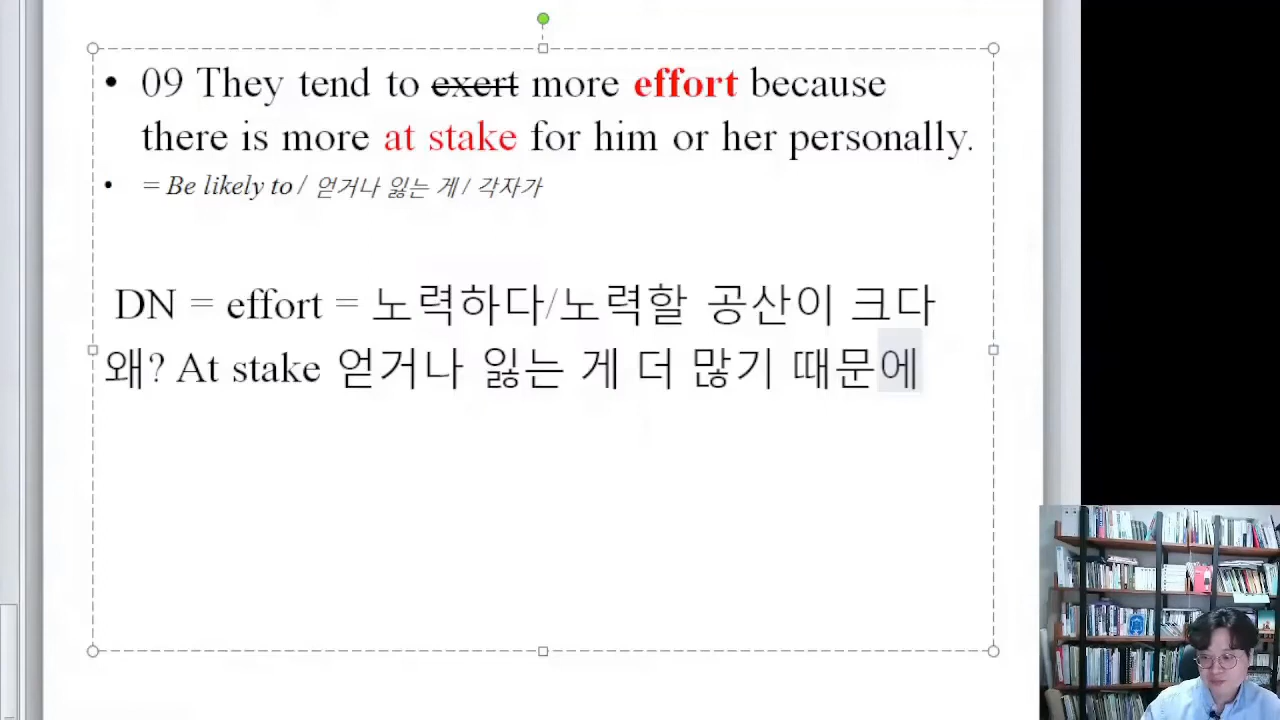 • 09 They tend to exert more effort because
there is more at stake for him or her personally.
• = Be likely to / 얻거나 잃는 게 / 각자가
DN = effort = 노력하다/노력할 공산이 크다
왜? At stake 얻거나 잃는 게 더 많기 때문에